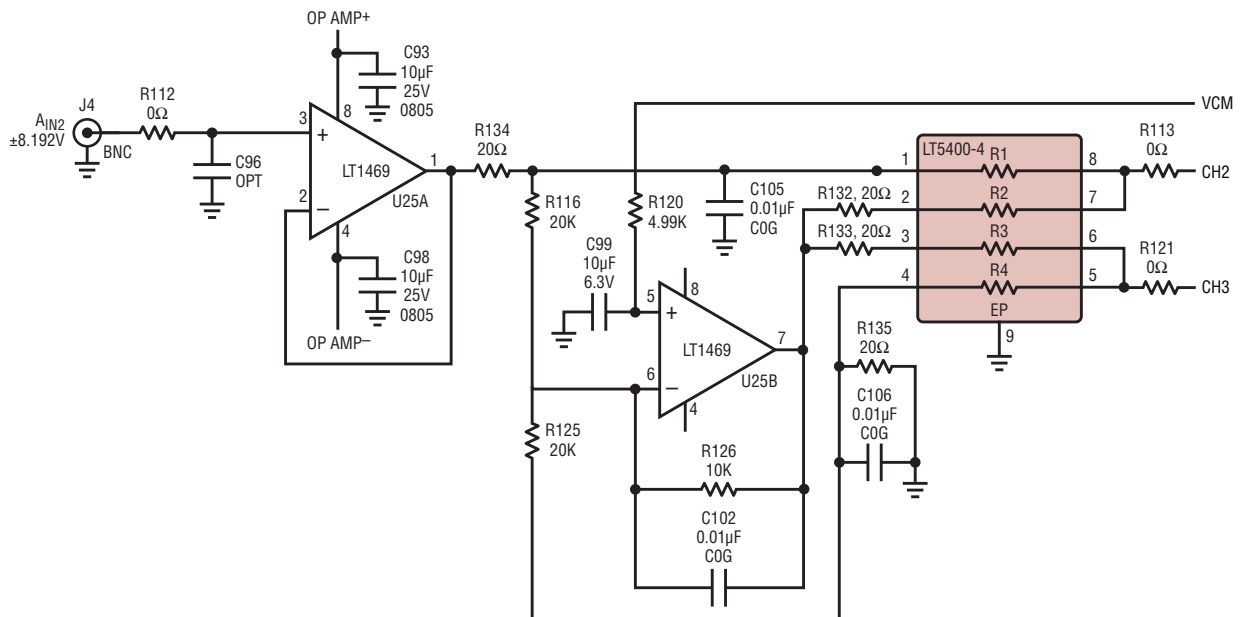 OP AMP+
C93
10µF
25V
0805
J4
AIN2
±8.192V
BNC
R112
0Ω
C96
OPT
3
+
8
2
–
4
1
LT1469
U25A
C98
10µF
25V
0805
OP AMP–
R134
20Ω
R116
20K
R120
4.99K
C105
0.01µF
C0G
VCM
C99
10µF
6.3V
5
+
8
6
–
4
7
LT1469
U25B
R125
20K
R126
10K
C102
0.01µF
C0G
R132, 20Ω
R133, 20Ω
LT5400-4
1
R1
8
2
R2
7
3
R3
6
4
R4
5
EP
9
R113
0Ω
CH2
R121
0Ω
CH3
R135
20Ω
C106
0.01µF
C0G